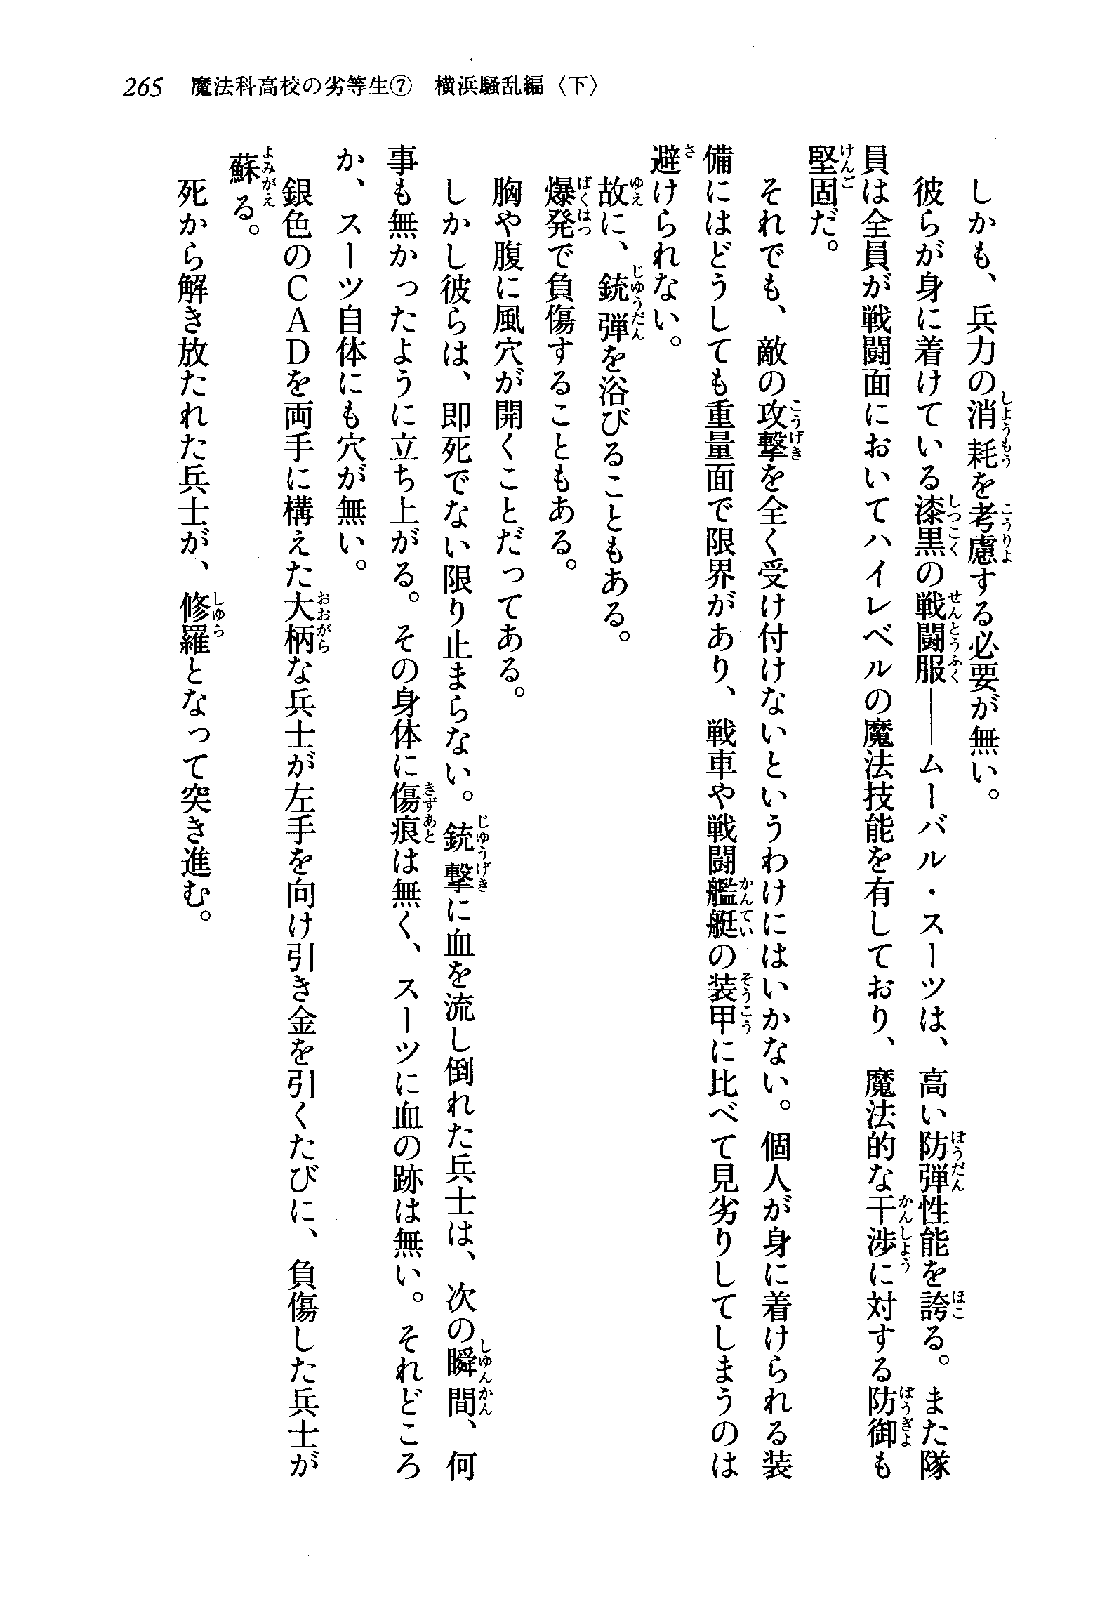 265　魔法科高校の劣等生⑦　横浜騒乱編〈下〉
しかも、兵力の消耗を考慮する必要が無い。
彼らが身に着けている漆黒の戦闘服――ムーバル・スーツは、高い防弾性能を誇る。また隊
員は全員が戦闘面においてハイレベルの魔法技能を有しており、魔法的な干渉に対する防御も
堅固だ。
それでも、敵の攻撃を全く受け付けないというわけにはいかない。個人が身に着けられる装
備にはどうしても重量面で限界があり、戦車や戦闘艦艇の装甲に比べて見劣りしてしまうのは
避けられない。
故に、銃弾を浴びることもある。
爆発で負傷することもある。
胸や腹に風穴が開くことだってある。
しかし彼らは、即死でない限り止まらない。銃撃に血を流し倒れた兵士は、次の瞬間、何
事も無かったように立ち上がる。その身体に傷痕は無く、スーツに血の跡は無い。それどころ
か、スーツ自体にも穴が無い。
銀色のＣＡＤを両手に構えた大柄な兵士が左手を向け引き金を引くたびに、負傷した兵士が
蘇る。
死から解き放たれた兵士が、修羅となって突き進む。